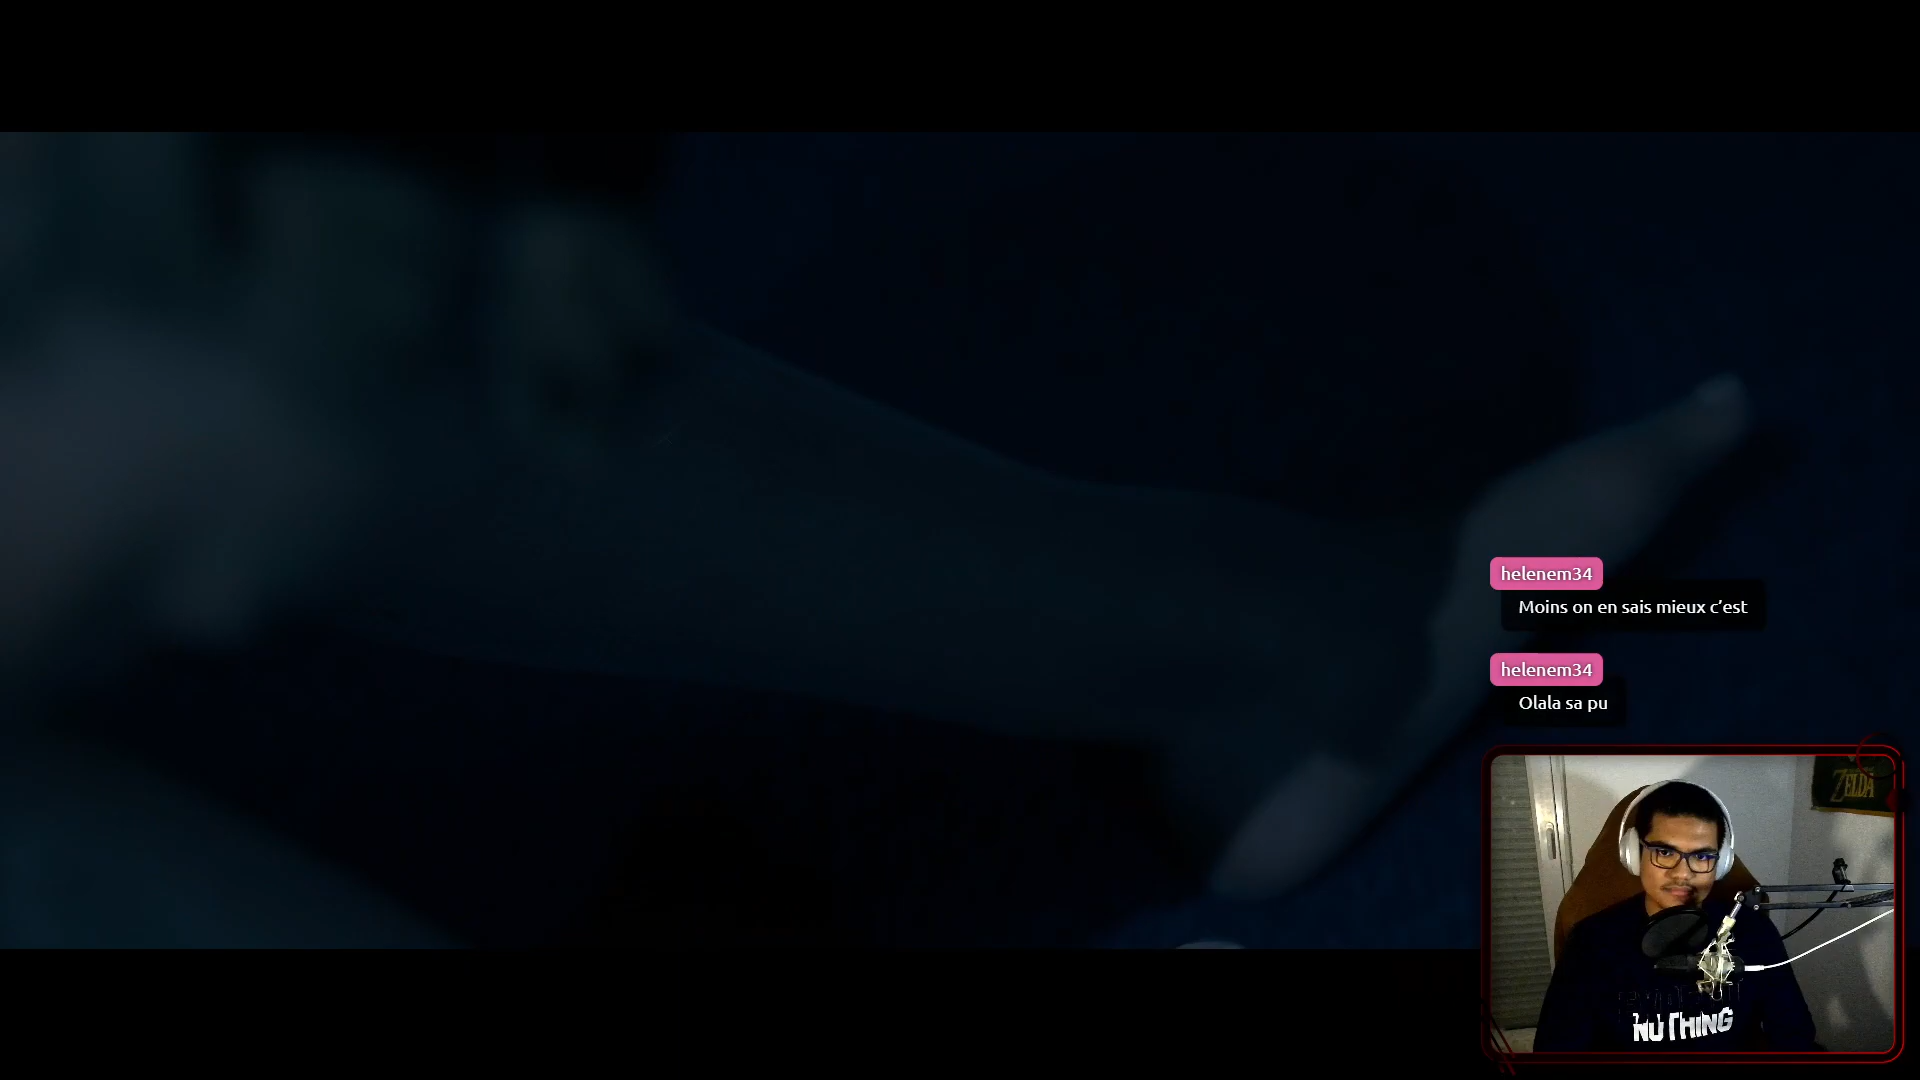 helenem34
Moins on en sais mieux c’est
helenem34
Olala sa pu
ZELDA
NOTHING